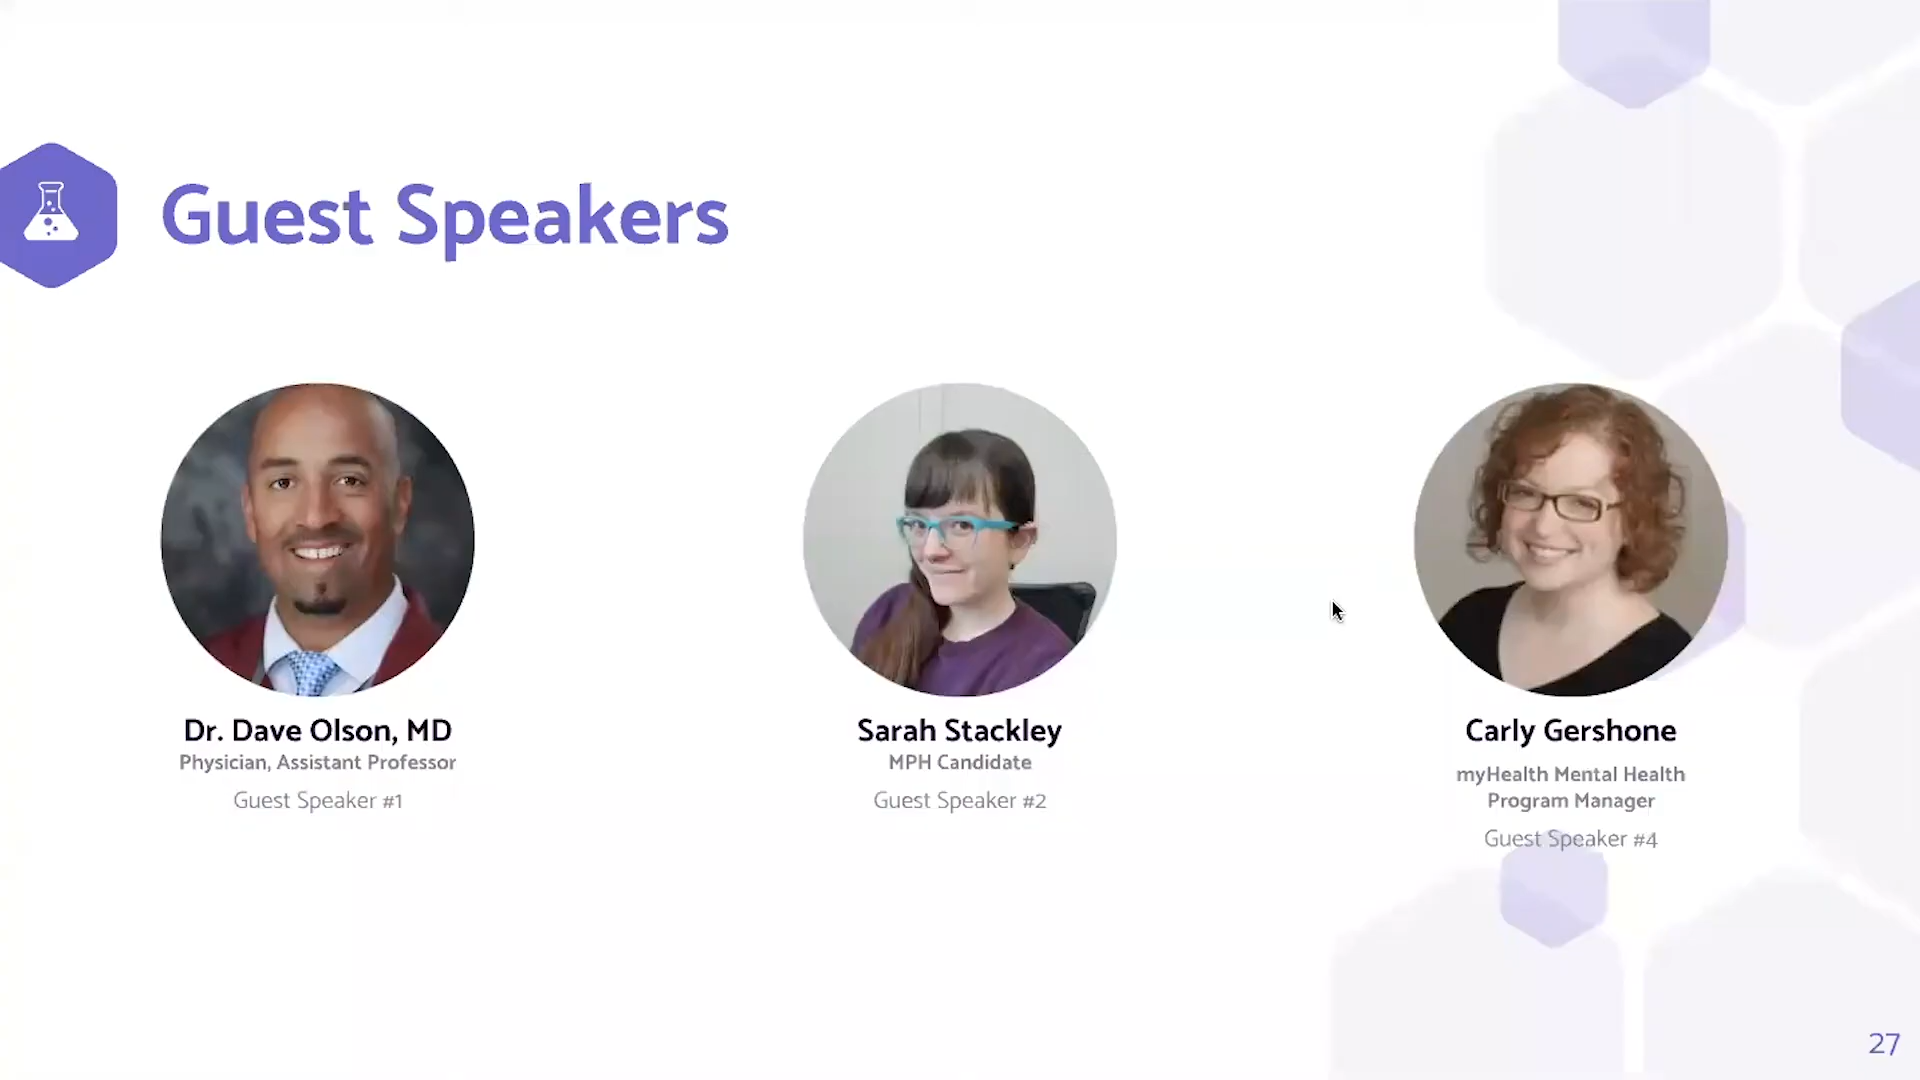 Guest Speakers
Dr. Dave Olson, MD
Physician, Assistant Professor
Guest Speaker #1
Sarah Stackley
MPH Candidate
Guest Speaker #2
Carly Gershone
myHealth Mental Health
Program Manager
Guest Speaker #4
27